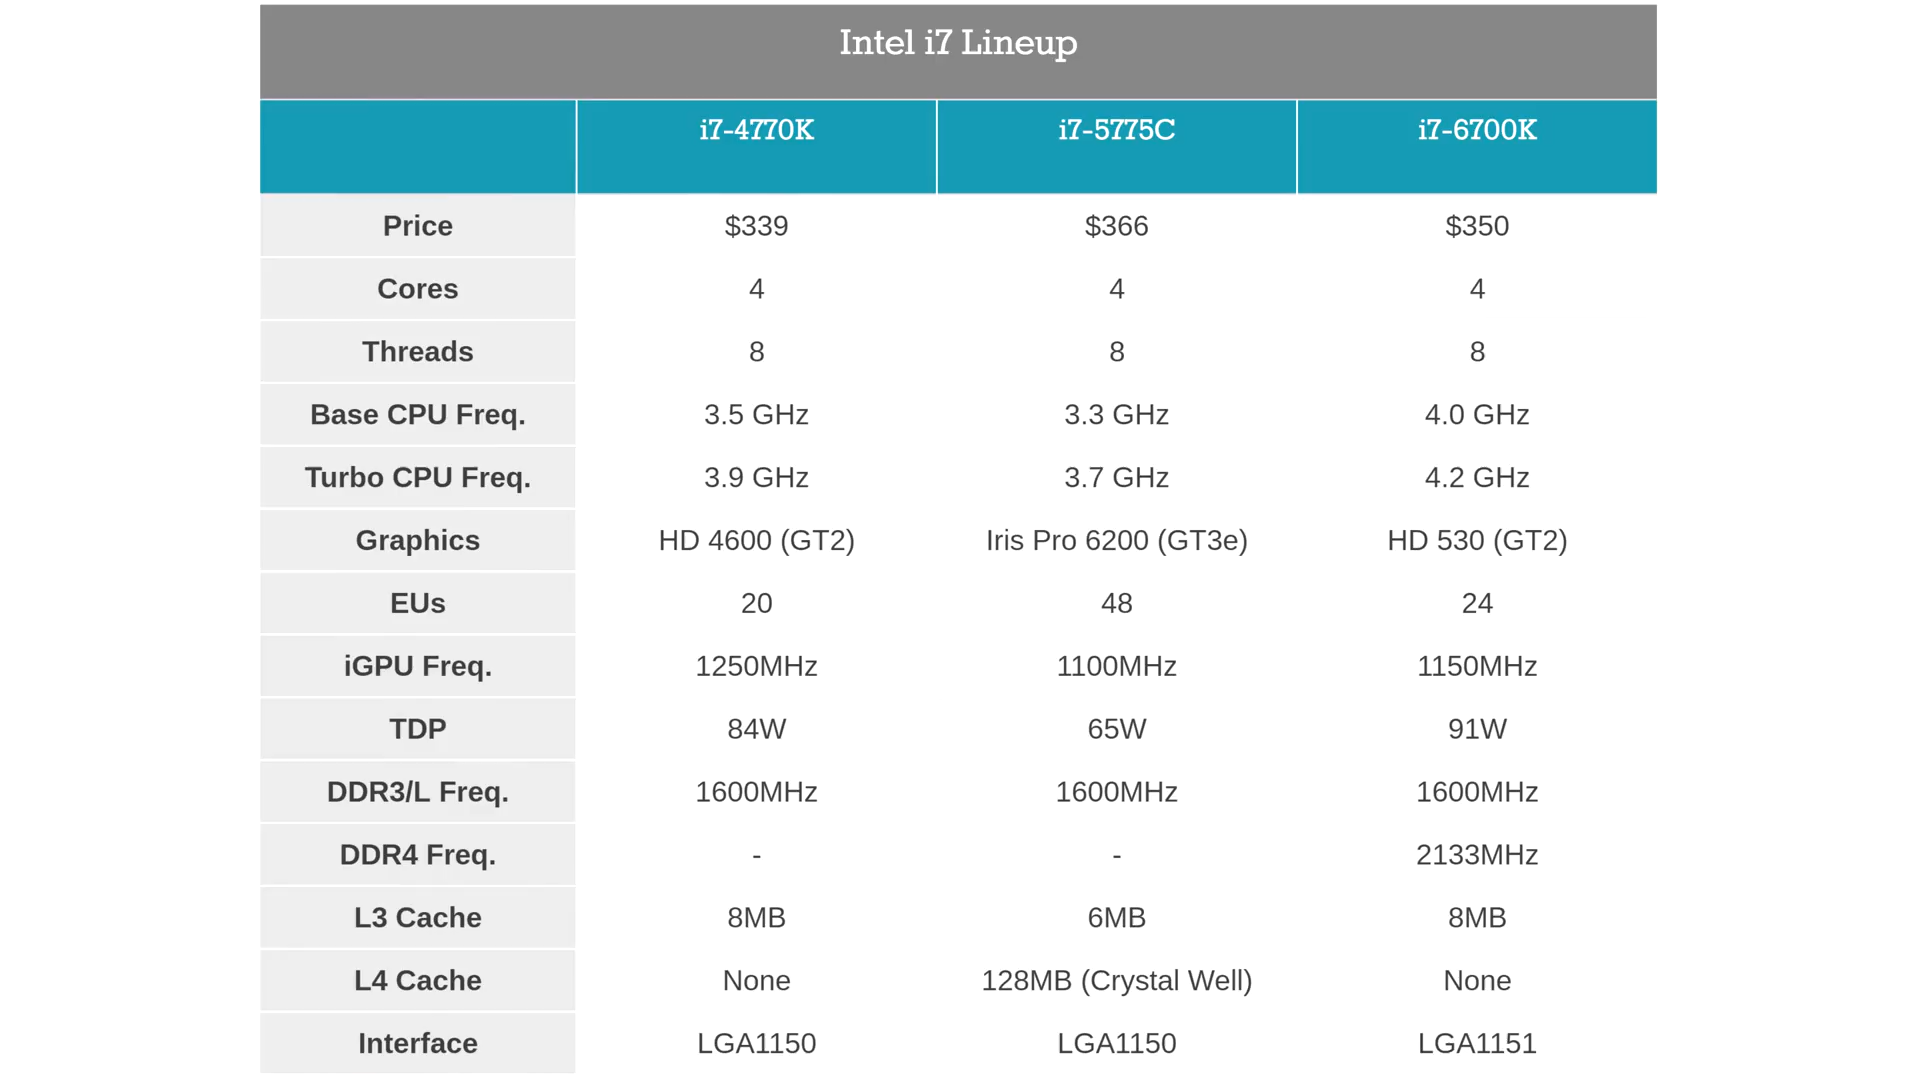 Intel i7 Lineup
i7-4770K i7-5775C i7-6700K
Price $339 $366 $350
Cores 4 4 4
Threads 8 8 8
Base CPU Freq. 3.5 GHz 3.3 GHz 4.0 GHz
Turbo CPU Freq. 3.9 GHz 3.7 GHz 4.2 GHz
Graphics HD 4600 (GT2) Iris Pro 6200 (GT3e) HD 530 (GT2)
EUs 20 48 24
iGPU Freq. 1250MHz 1100MHz 1150MHz
TDP 84W 65W 91W
DDR3/L Freq. 1600MHz 1600MHz 1600MHz
DDR4 Freq. - - 2133MHz
L3 Cache 8MB 6MB 8MB
L4 Cache None 128MB (Crystal Well) None
Interface LGA1150 LGA1150 LGA1151